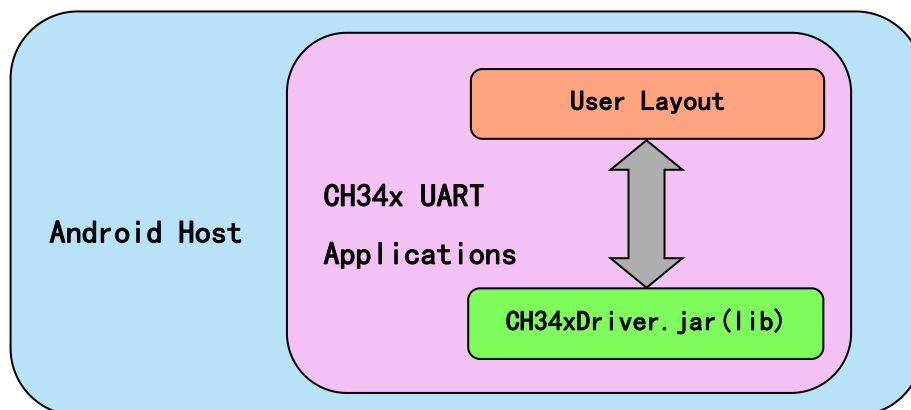 User Layout
CH34x UART
Applications
Android Host
CH34xDriver.jar(lib)